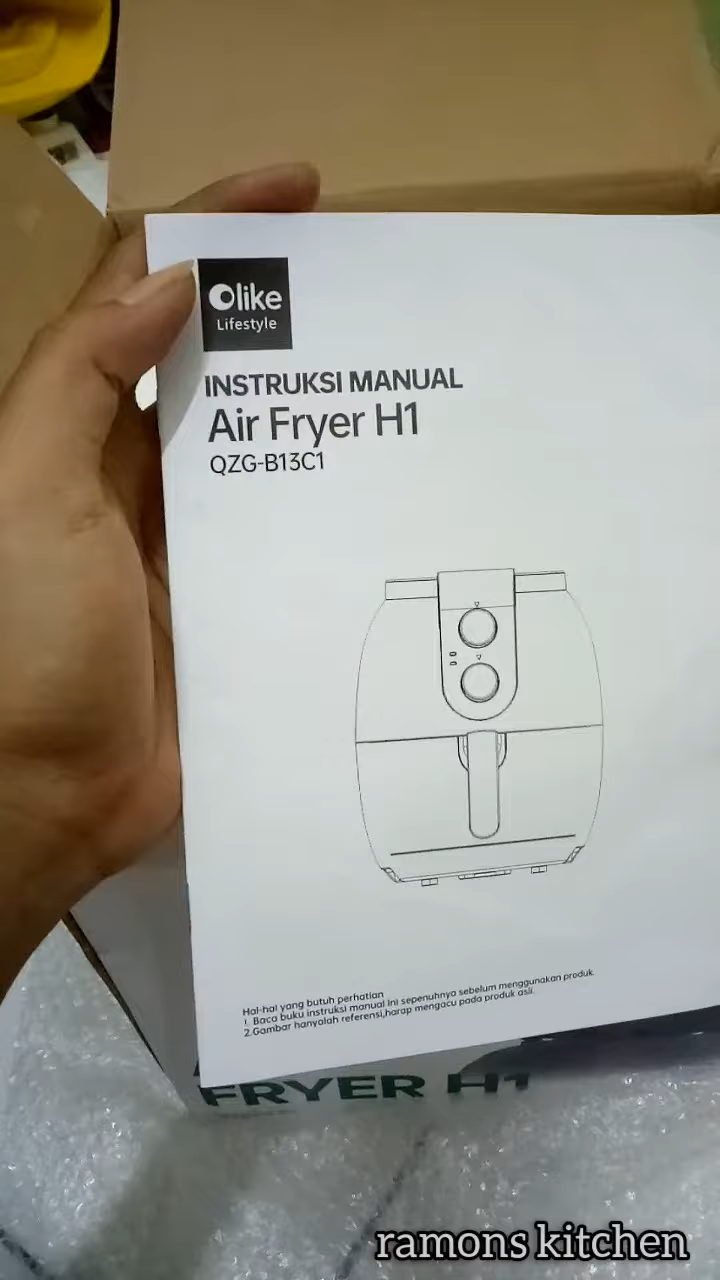 Olike
Lifestyle
INSTRUKSI MANUAL
Air Fryer H1
QZG-B13C1
Hal-hal yang butuh perhatian
1. Baca buku instruksi manual ini sepenuhnya sebelum menggunakan produk.
2.Gambar hanyalah referensi,harap mengacu pada produk asli.
FRYER H1
ramons kitchen